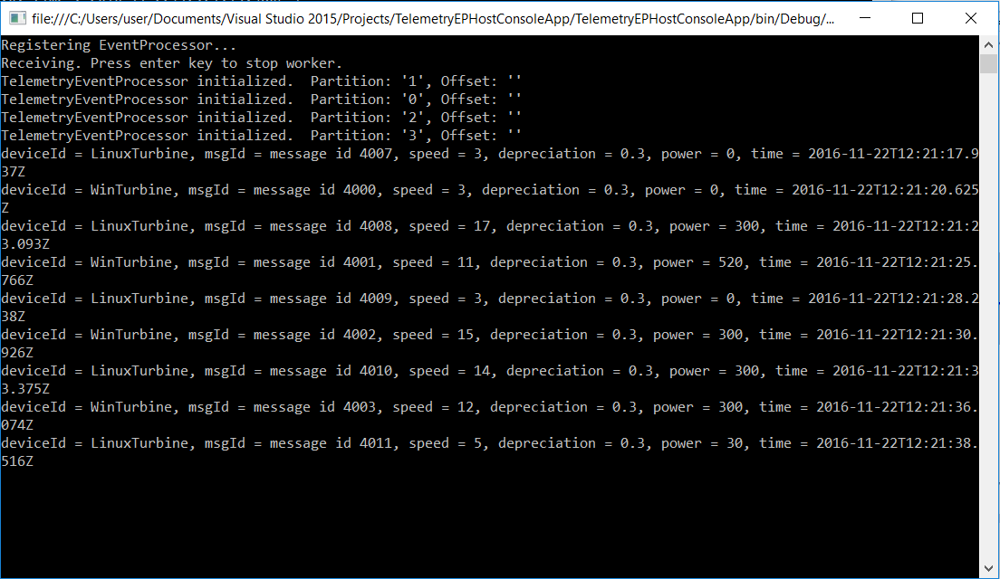 file:///C:/Users/user/Documents/Visual Studio 2015/Projects/TelemetryEPHostConsoleApp/TelemetryEPHostConsoleApp/bin/Debug/...
Registering EventProcessor...
Receiving. Press enter key to stop worker.
TelemetryEventProcessor initialized.  Partition: '1', Offset: ''
TelemetryEventProcessor initialized.  Partition: '0', Offset: ''
TelemetryEventProcessor initialized.  Partition: '2', Offset: ''
TelemetryEventProcessor initialized.  Partition: '3', Offset: ''
deviceId = LinuxTurbine, msgId = message id 4007, speed = 3, depreciation = 0.3, power = 0, time = 2016-11-22T12:21:17.9
37Z
deviceId = WinTurbine, msgId = message id 4000, speed = 3, depreciation = 0.3, power = 0, time = 2016-11-22T12:21:20.625
Z
deviceId = LinuxTurbine, msgId = message id 4008, speed = 17, depreciation = 0.3, power = 300, time = 2016-11-22T12:21:2
3.093Z
deviceId = WinTurbine, msgId = message id 4001, speed = 11, depreciation = 0.3, power = 520, time = 2016-11-22T12:21:25.
766Z
deviceId = LinuxTurbine, msgId = message id 4009, speed = 3, depreciation = 0.3, power = 0, time = 2016-11-22T12:21:28.2
38Z
deviceId = WinTurbine, msgId = message id 4002, speed = 15, depreciation = 0.3, power = 300, time = 2016-11-22T12:21:30.
926Z
deviceId = LinuxTurbine, msgId = message id 4010, speed = 14, depreciation = 0.3, power = 300, time = 2016-11-22T12:21:3
3.375Z
deviceId = WinTurbine, msgId = message id 4003, speed = 12, depreciation = 0.3, power = 300, time = 2016-11-22T12:21:36.
074Z
deviceId = LinuxTurbine, msgId = message id 4011, speed = 5, depreciation = 0.3, power = 30, time = 2016-11-22T12:21:38.
516Z